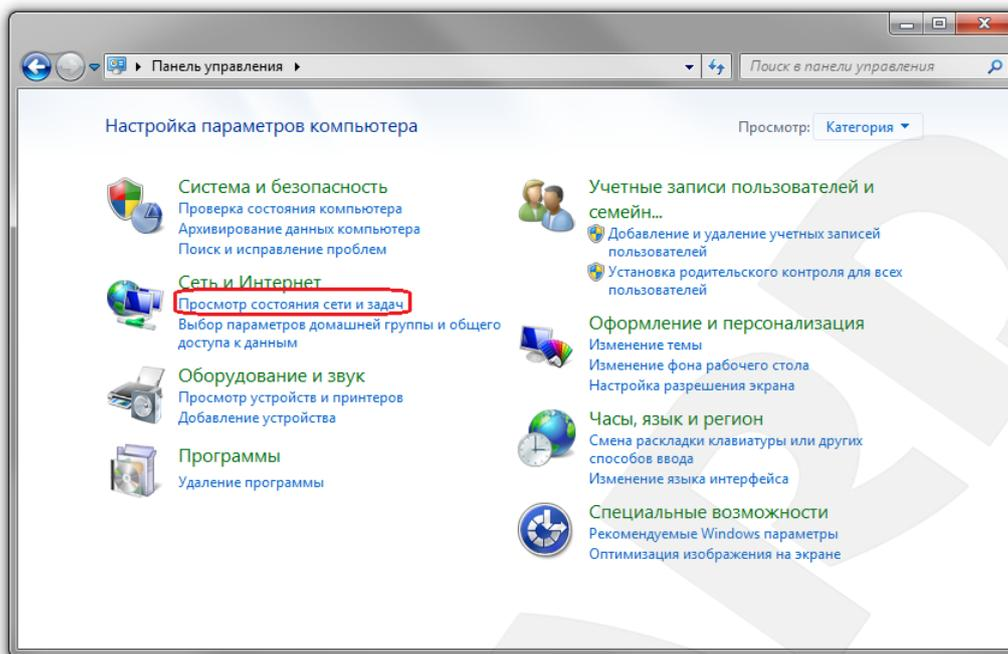 Панель управления
Поиск в панели управления
Настройка параметров компьютера
Просмотр: Категория
Система и безопасность
Проверка состояния компьютера
Архивирование данных компьютера
Поиск и исправление проблем
Сеть и Интернет
Просмотр состояния сети и задач
Выбор параметров домашней группы и общего
доступа к данным
Оборудование и звук
Просмотр устройств и принтеров
Добавление устройства
Программы
Удаление программы
Учетные записи пользователей и
семейн...
Добавление и удаление учетных записей
пользователей
Установка родительского контроля для всех
пользователей
Оформление и персонализация
Изменение темы
Изменение фона рабочего стола
Настройка разрешения экрана
Часы, язык и регион
Смена раскладки клавиатуры или других
способов ввода
Изменение языка интерфейса
Специальные возможности
Рекомендуемые Windows параметры
Оптимизация изображения на экране